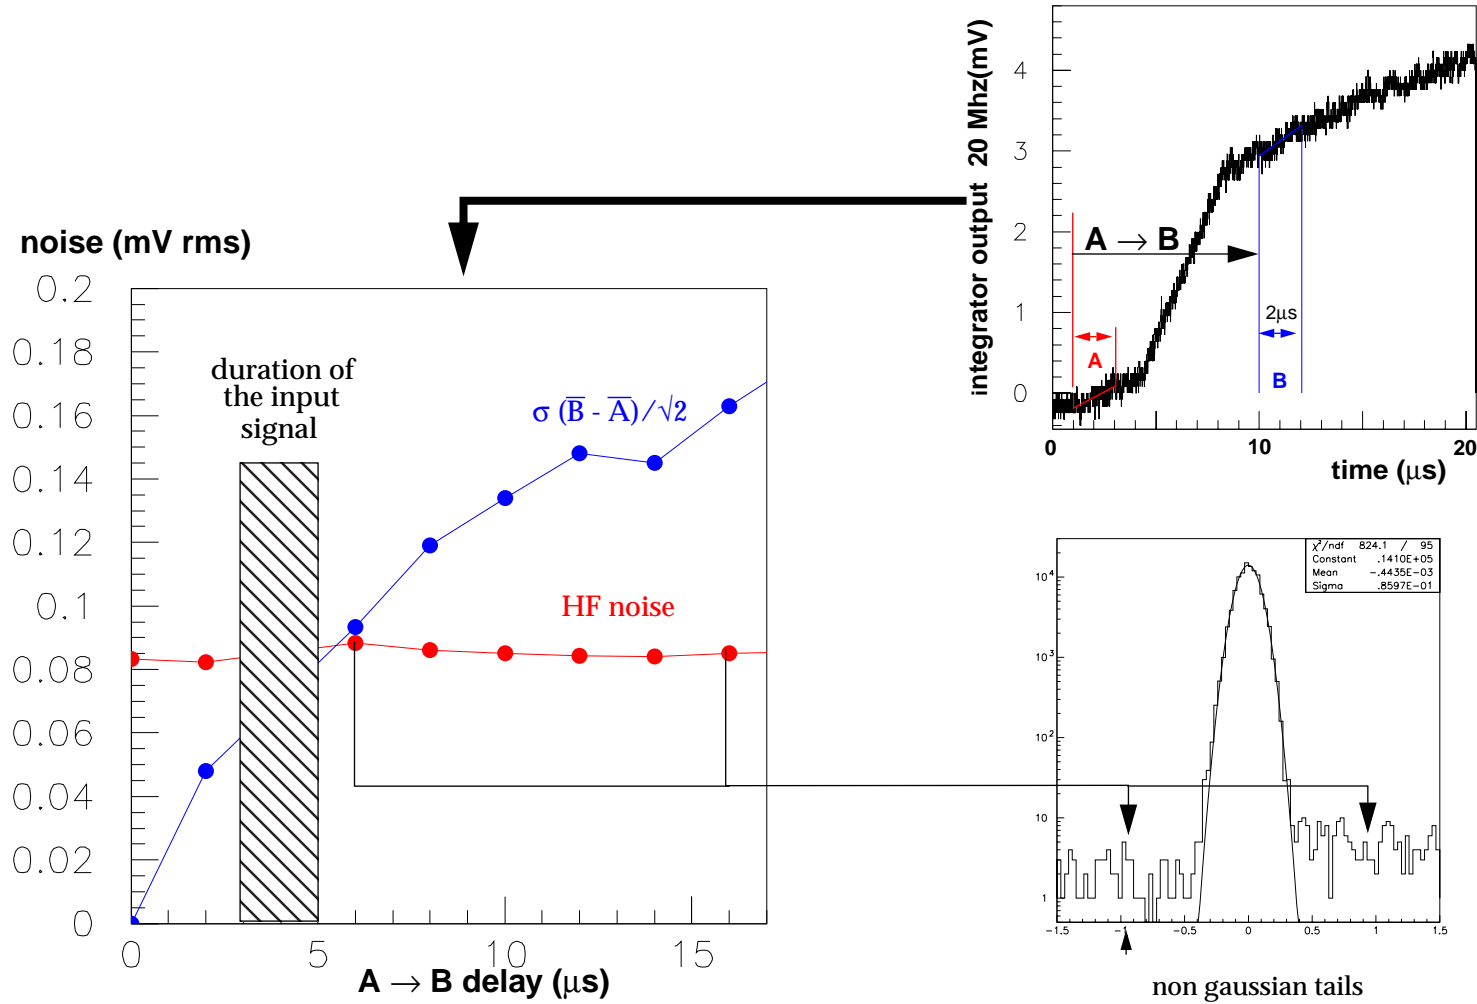 noise (mV rms)
0.2
0.18
0.16
0.14
0.12
0.1
0.08
0.06
0.04
0.02
0
duration of
the input
signal
σ (B̅ - A̅)/√2
HF noise
0 5 10 15
A → B delay (μs)
integrator output 20 Mhz(mV)
4
3
2
1
0
A → B
2μs
A
B
0 5 10 15 20
time (μs)
χ²/ndf 824.1 / 95
Constant .1410E+05
Mean -.4435E-03
Sigma .8597E-01
10⁴
10³
10²
10
1
-1.5 -1 -0.5 0 0.5 1 1.5
non gaussian tails